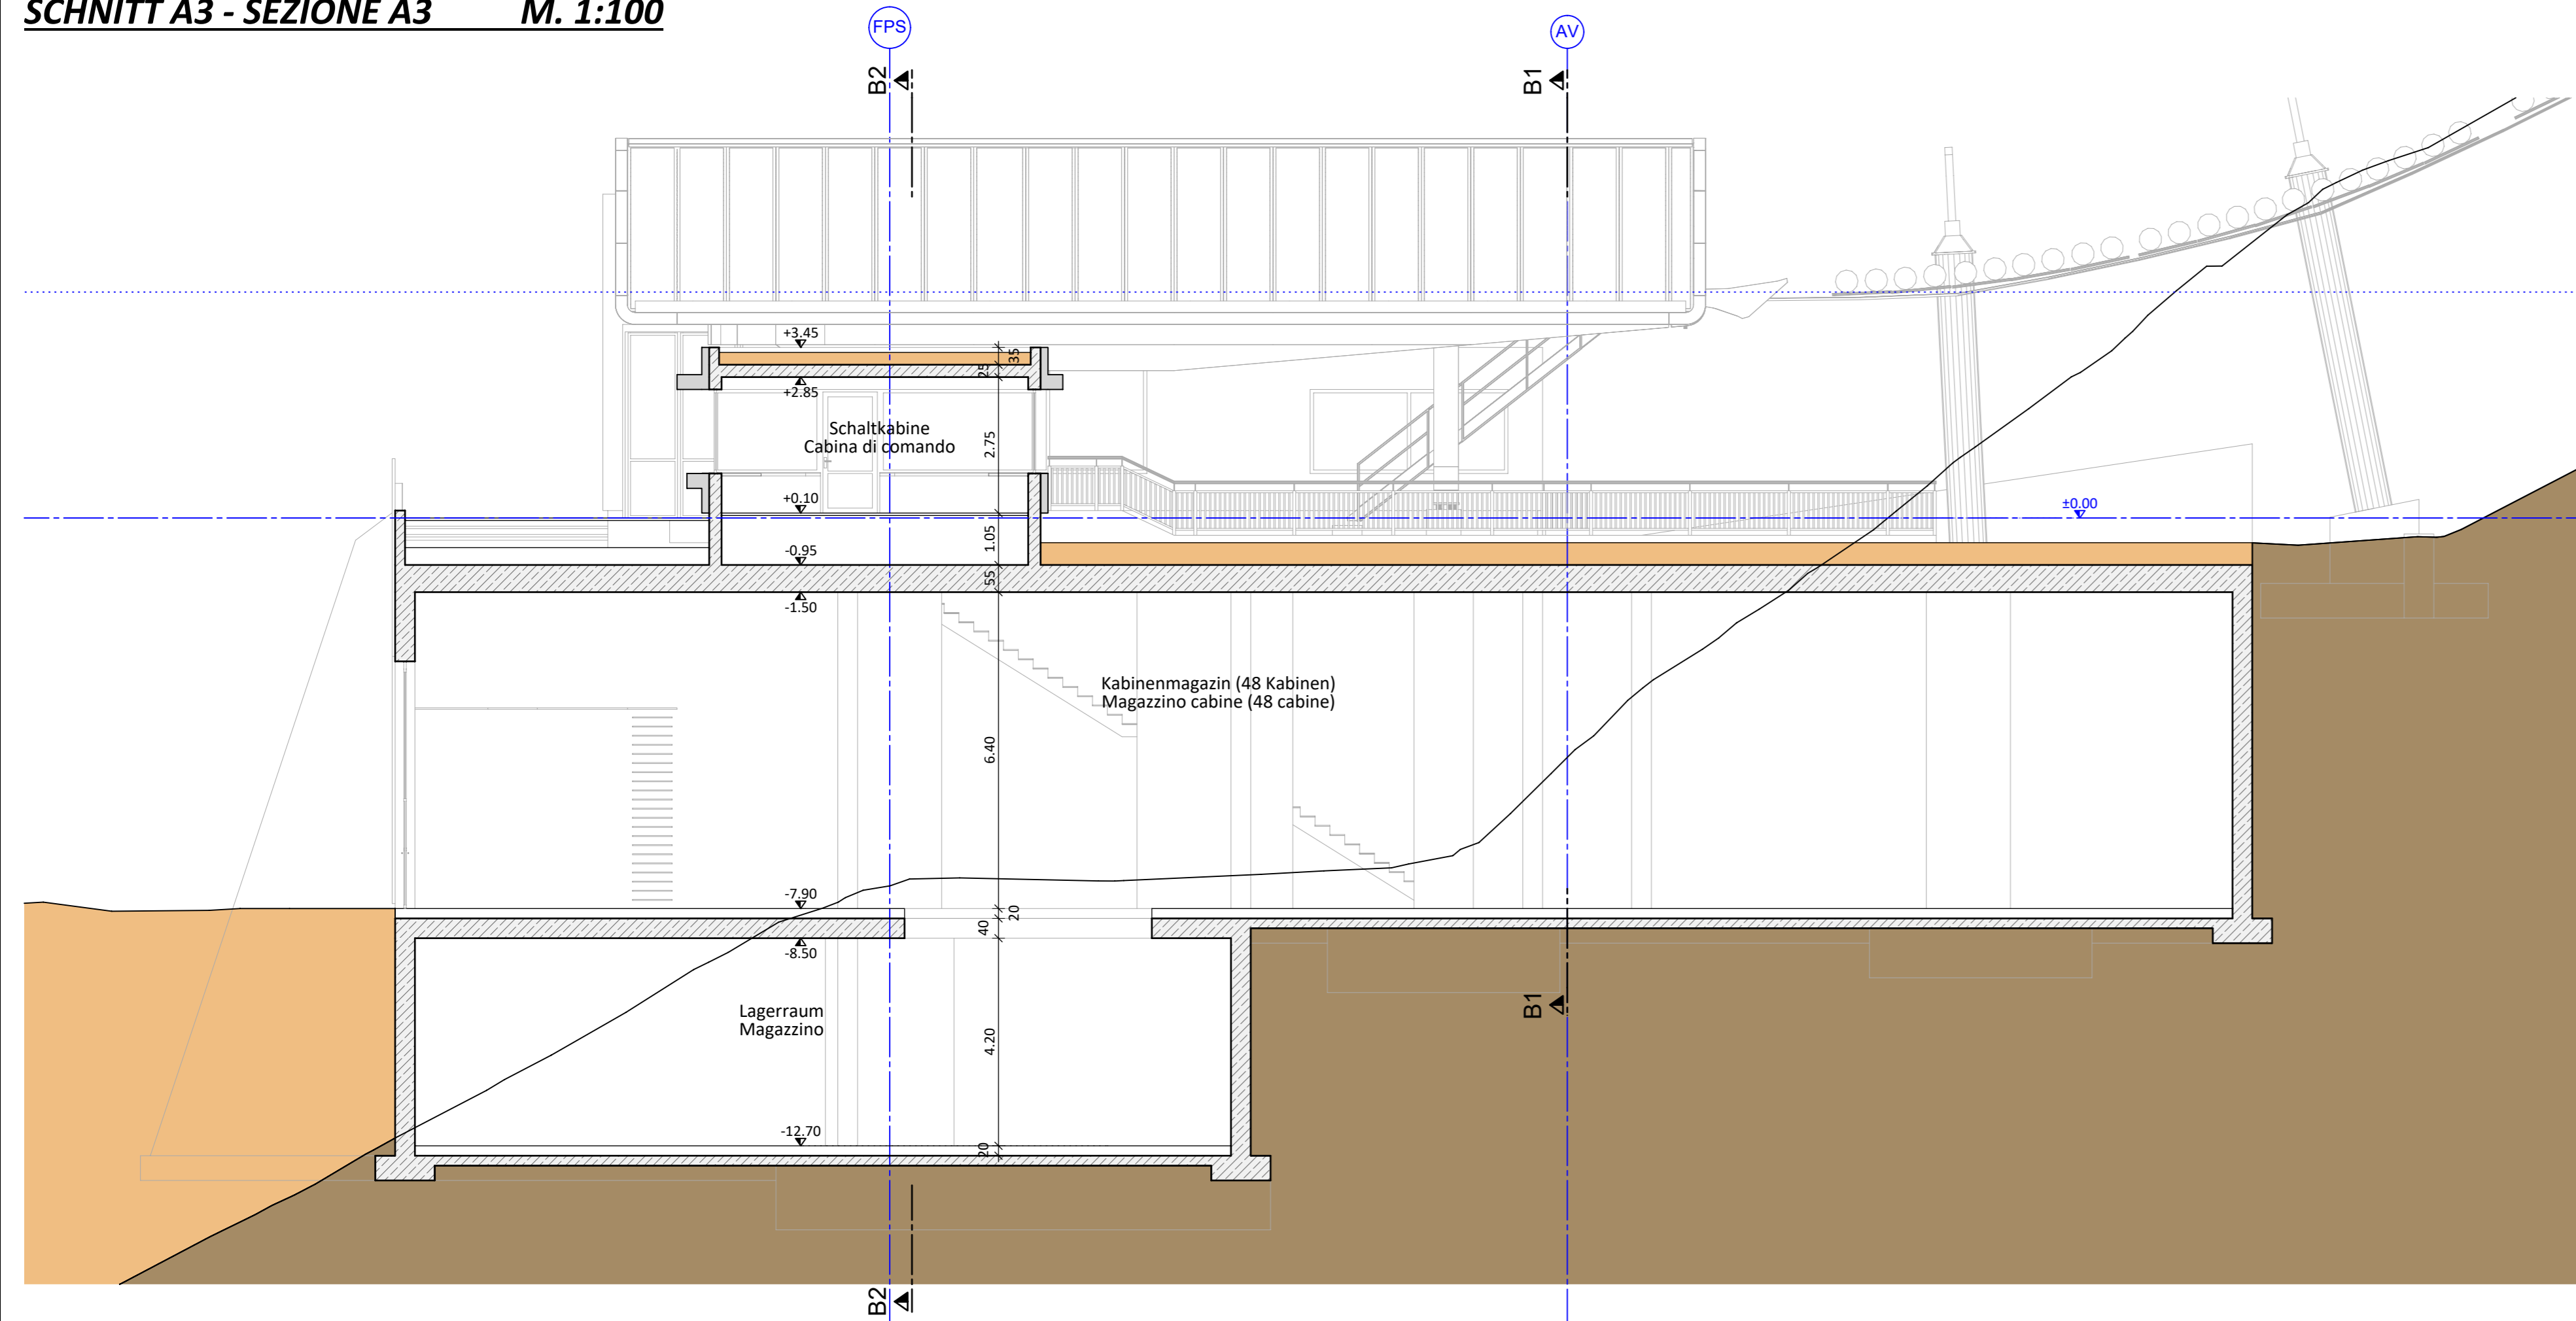 SCHNITT A3 - SEZIONE A3 M. 1:100
FPS
AV
B2
B1
+3.45
35
25
+2.85
Schaltkabine
Cabina di comando
2.75
+0.10
±0.00
1.05
-0.95
55
-1.50
Kabinenmagazin (48 Kabinen)
Magazzino cabine (48 cabine)
6.40
-7.90
20
40
-8.50
B1
Lagerraum
Magazzino
4.20
-12.70
20
B2